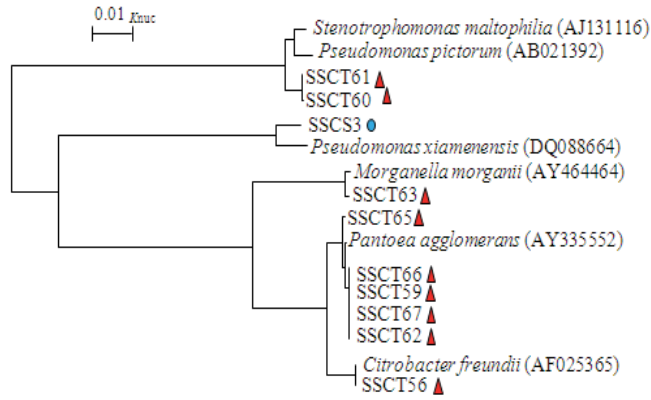 0.01 Knuc
Stenotrophomonas maltophilia (AJ131116)
Pseudomonas pictorum (AB021392)
SSCT61
SSCT60
SSCS3
Pseudomonas xiamenensis (DQ088664)
Morganella morganii (AY464464)
SSCT63
SSCT65
Pantoea agglomerans (AY335552)
SSCT66
SSCT59
SSCT67
SSCT62
Citrobacter freundii (AF025365)
SSCT56